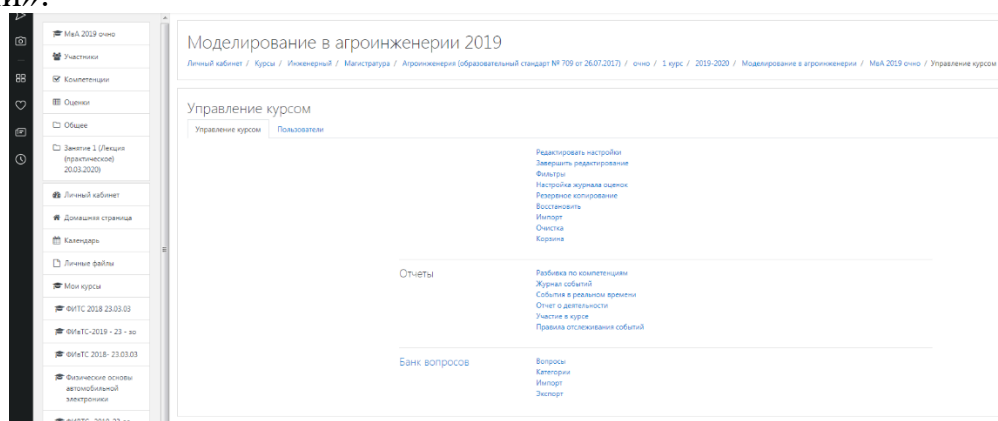 МвА 2019 очно
Участники
Компетенции
Оценки
Общее
Занятие 1 (Лекция
(практическое)
20.03.2020)
Личный кабинет
Домашняя страница
Календарь
Личные файлы
Мои курсы
ФИТС 2018 23.03.03
ФИвТС-2019 - 23 - зо
ФИвТС 2018- 23.03.03
Физические основы
автомобильной
электроники
Моделирование в агроинженерии 2019
Личный кабинет / Курсы / Инженерный / Магистратура / Агроинженерия (образовательный стандарт № 709 от 26.07.2017) / очно / 1 курс / 2019-2020 / Моделирование в агроинженерии / МвА 2019 очно / Управление курсом
Управление курсом
Управление курсом Пользователи
Редактировать настройки
Завершить редактирование
Фильтры
Настройка журнала оценок
Резервное копирование
Восстановить
Импорт
Очистка
Корзина
Отчеты
Разбивка по компетенциям
Журнал событий
События в реальном времени
Отчет о деятельности
Участие в курсе
Правила отслеживания событий
Банк вопросов
Вопросы
Категории
Импорт
Экспорт